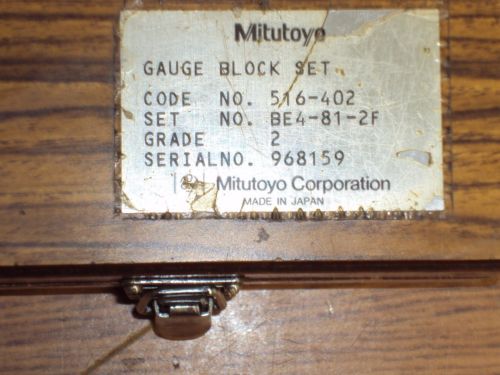 Mitutoyo
GAUGE BLOCK SET
CODE NO. 516-402
SET NO. BE4-81-2F
GRADE 2
SERIALNO. 968159
Mitutoyo Corporation
MADE IN JAPAN